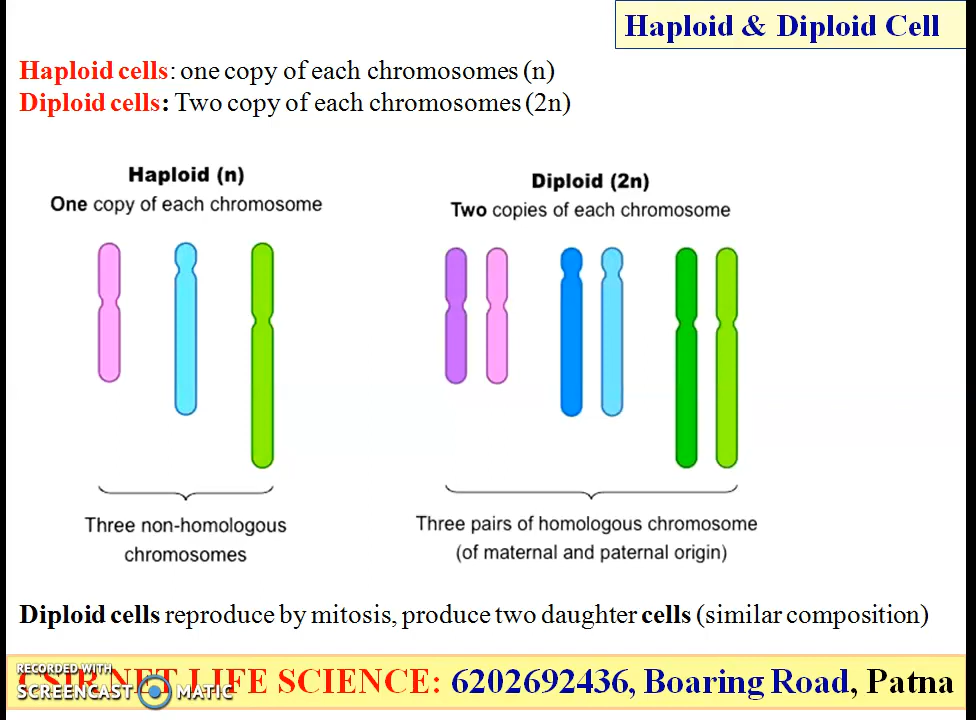 Haploid & Diploid Cell
Haploid cells: one copy of each chromosomes (n)
Diploid cells: Two copy of each chromosomes (2n)
Haploid (n)
One copy of each chromosome
Diploid (2n)
Two copies of each chromosome
Three non-homologous
chromosomes
Three pairs of homologous chromosome
(of maternal and paternal origin)
Diploid cells reproduce by mitosis, produce two daughter cells (similar composition)
CSIR NET LIFE SCIENCE: 6202692436, Boaring Road, Patna
RECORDED WITH
SCREENCAST MATIC